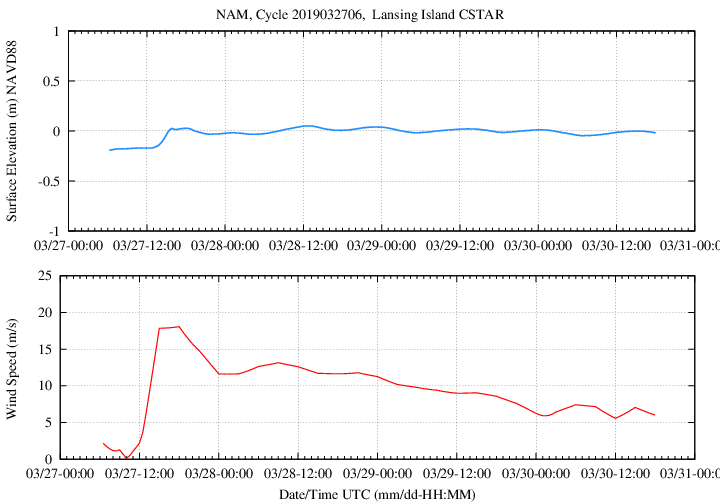 NAM, Cycle 2019032706,  Lansing Island CSTAR
Surface Elevation (m) NAVD88
1
0.5
0
-0.5
-1
03/27-00:00 03/27-12:00 03/28-00:00 03/28-12:00 03/29-00:00 03/29-12:00 03/30-00:00 03/30-12:00 03/31-0
Wind Speed (m/s)
25
20
15
10
5
0
03/27-00:00 03/27-12:00 03/28-00:00 03/28-12:00 03/29-00:00 03/29-12:00 03/30-00:00 03/30-12:00 03/31-0
Date/Time UTC (mm/dd-HH:MM)